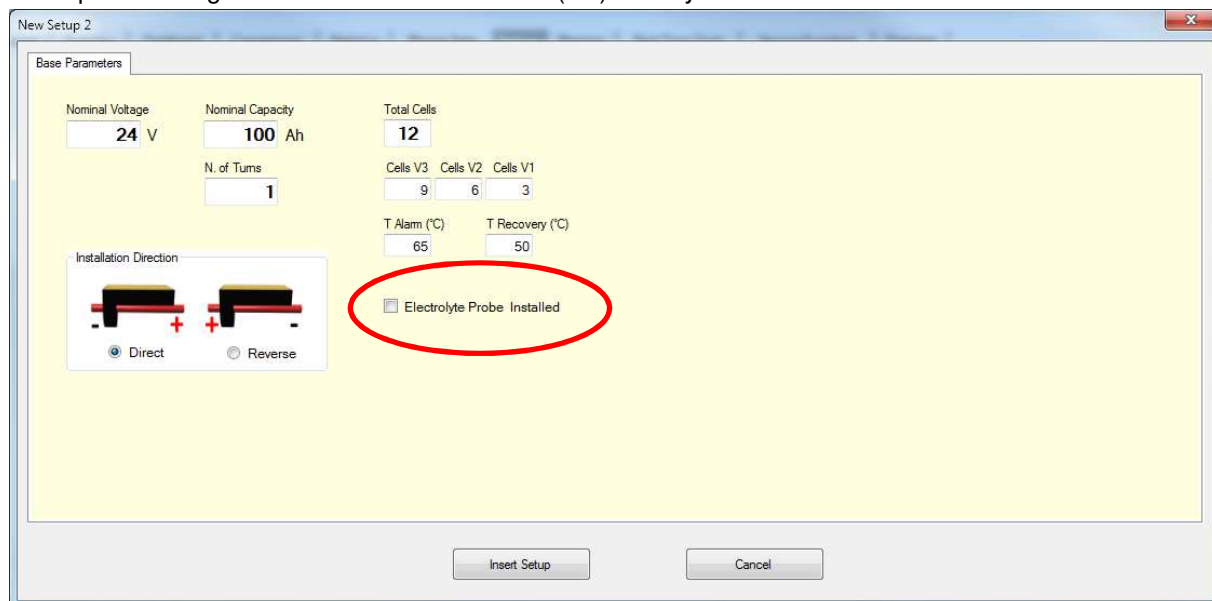 New Setup 2
Base Parameters
Nominal Voltage Nominal Capacity Total Cells
24 V 100 Ah 12
N. of Turns Cells V3 Cells V2 Cells V1
1 9 6 3
T Alarm (°C) T Recovery (°C)
65 50
Installation Direction
- + + -
Electrolyte Probe Installed
Direct Reverse
Insert Setup Cancel